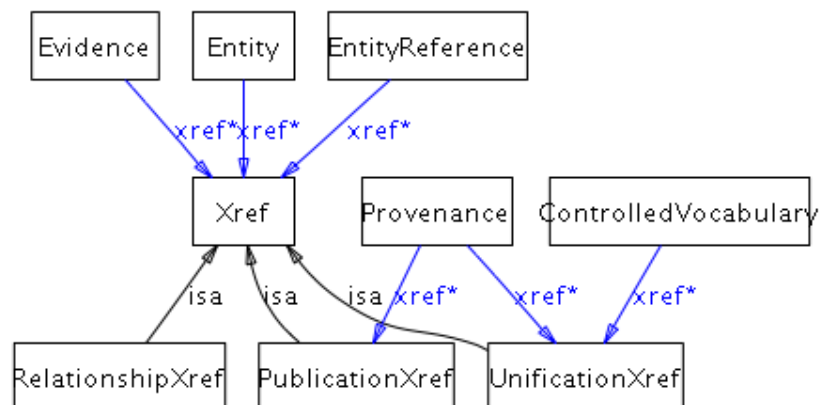 Evidence
Entity
EntityReference
xref*
xref*
xref*
Xref
Provenance
ControlledVocabulary
isa
isa
xref*
isa
xref*
xref*
RelationshipXref
PublicationXref
UnificationXref